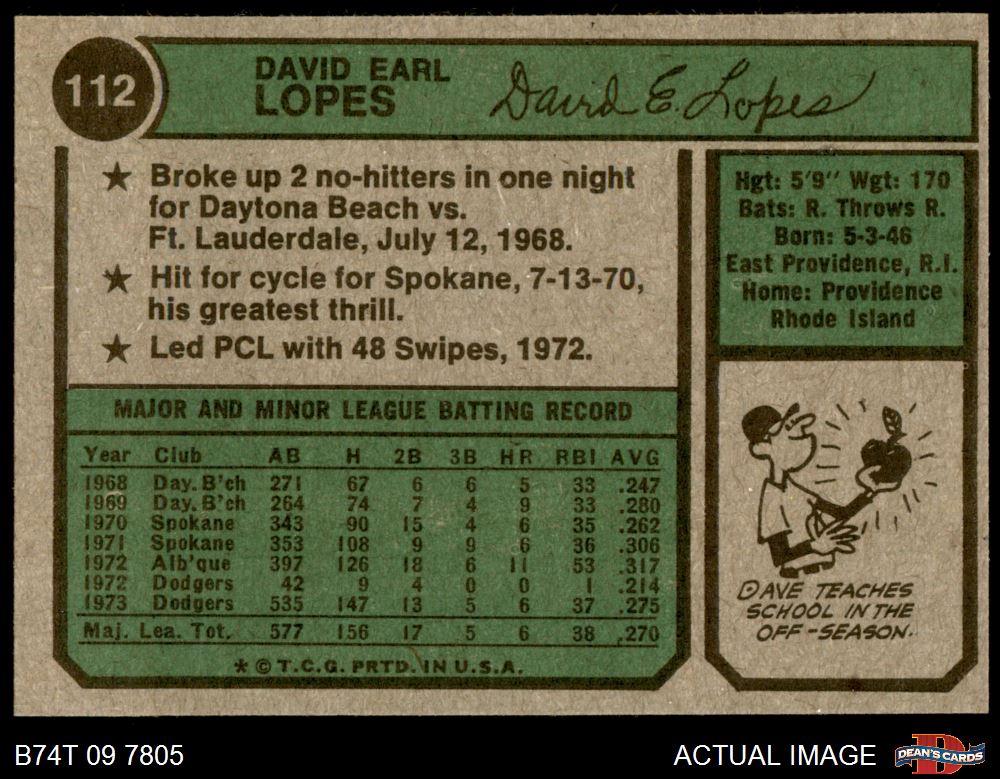 112
DAVID EARL
LOPES
David E. Lopes
★ Broke up 2 no-hitters in one night
for Daytona Beach vs.
Ft. Lauderdale, July 12, 1968.
★ Hit for cycle for Spokane, 7-13-70,
his greatest thrill.
★ Led PCL with 48 Swipes, 1972.
Hgt: 5'9" Wgt: 170
Bats: R. Throws R.
Born: 5-3-46
East Providence, R.I.
Home: Providence
Rhode Island
MAJOR AND MINOR LEAGUE BATTING RECORD
Year Club AB H 2B 3B HR RBI AVG
1968 Day. B'ch 271 67 6 6 5 33 .247
1969 Day. B'ch 264 74 7 4 9 33 .280
1970 Spokane 343 90 15 4 6 35 .262
1971 Spokane 353 108 9 9 6 36 .306
1972 Alb'que 397 126 18 6 11 53 .317
1972 Dodgers 42 9 4 0 0 1 .214
1973 Dodgers 535 147 13 5 6 37 .275
Maj. Lea. Tot. 577 156 17 5 6 38 .270
* © T.C.G. PRTD. IN U.S.A.
DAVE TEACHES
SCHOOL IN THE
OFF-SEASON.
B74T 09 7805
ACTUAL IMAGE
DEAN'S CARDS